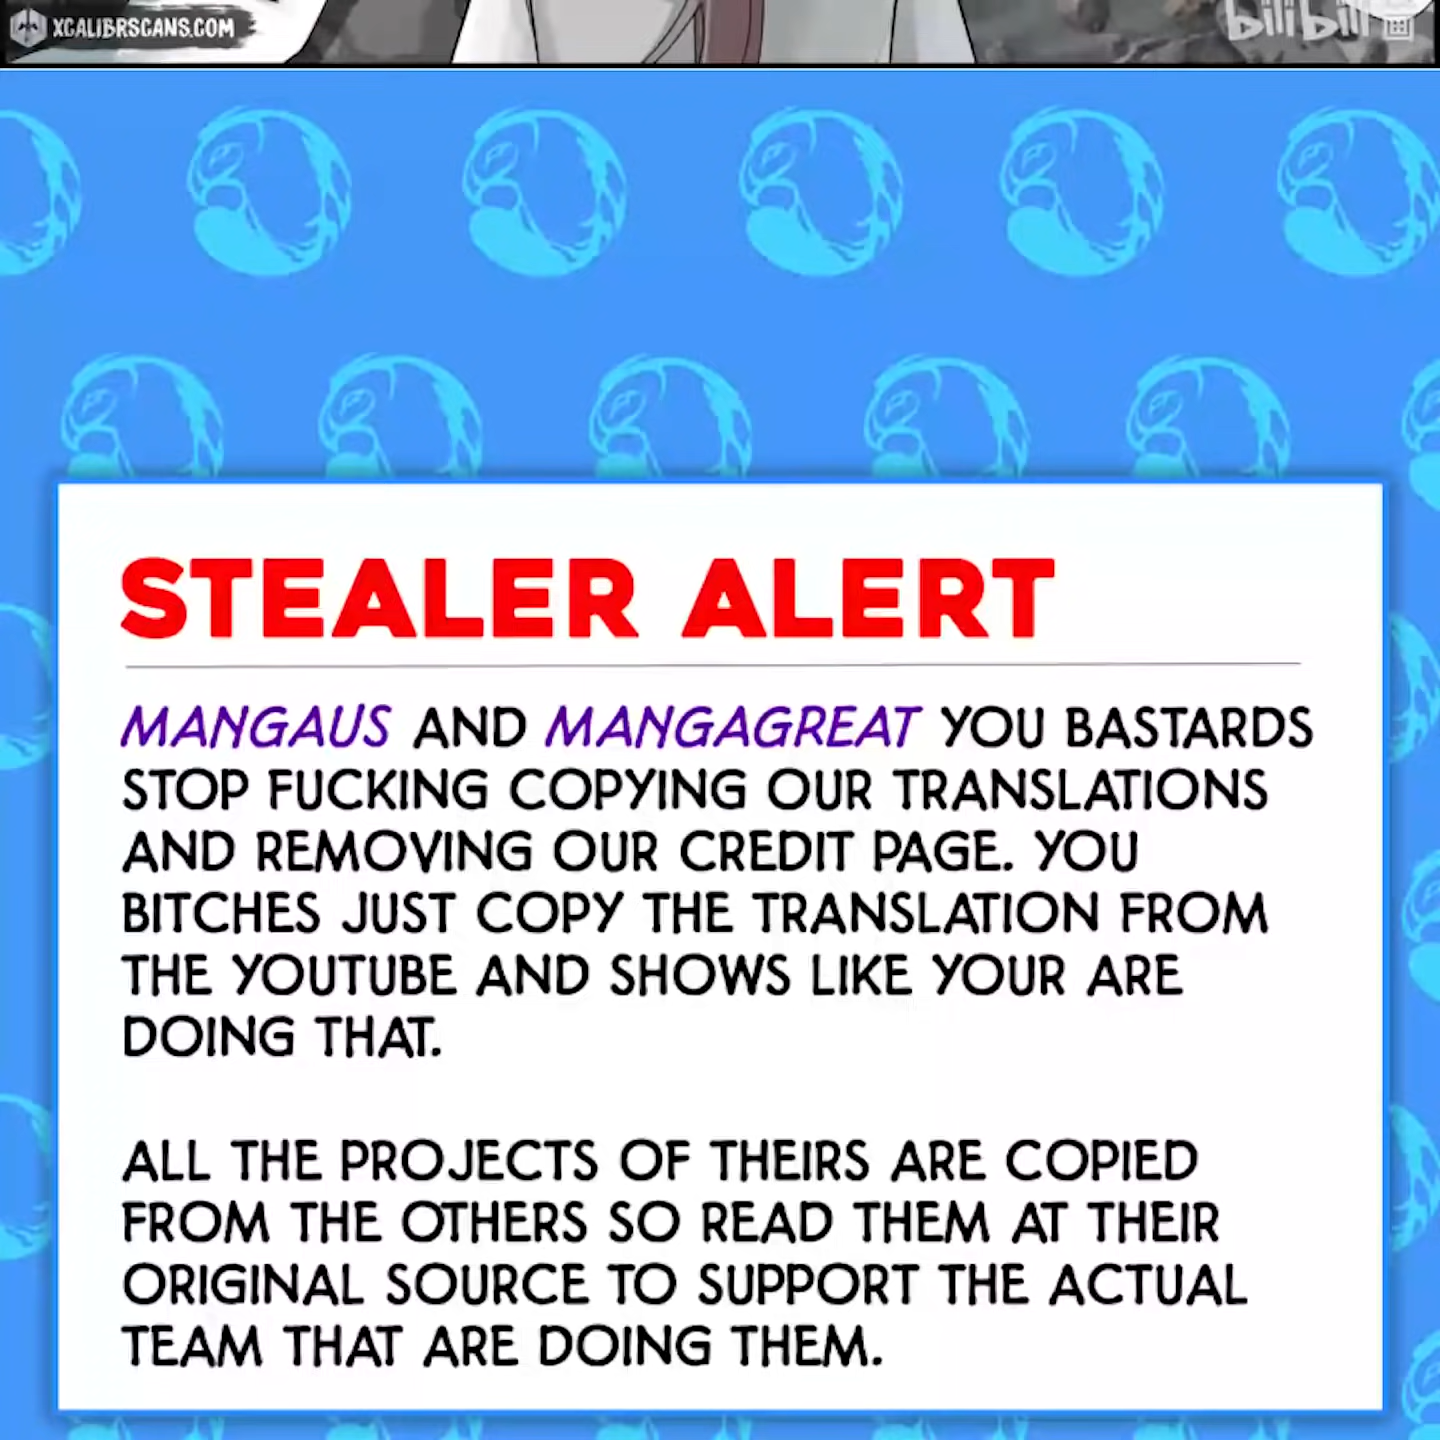 XCALIBRSCANS.COM
bilibili
STEALER ALERT
MANGAUS AND MANGAGREAT YOU BASTARDS
STOP FUCKING COPYING OUR TRANSLATIONS
AND REMOVING OUR CREDIT PAGE. YOU
BITCHES JUST COPY THE TRANSLATION FROM
THE YOUTUBE AND SHOWS LIKE YOUR ARE
DOING THAT.
ALL THE PROJECTS OF THEIRS ARE COPIED
FROM THE OTHERS SO READ THEM AT THEIR
ORIGINAL SOURCE TO SUPPORT THE ACTUAL
TEAM THAT ARE DOING THEM.